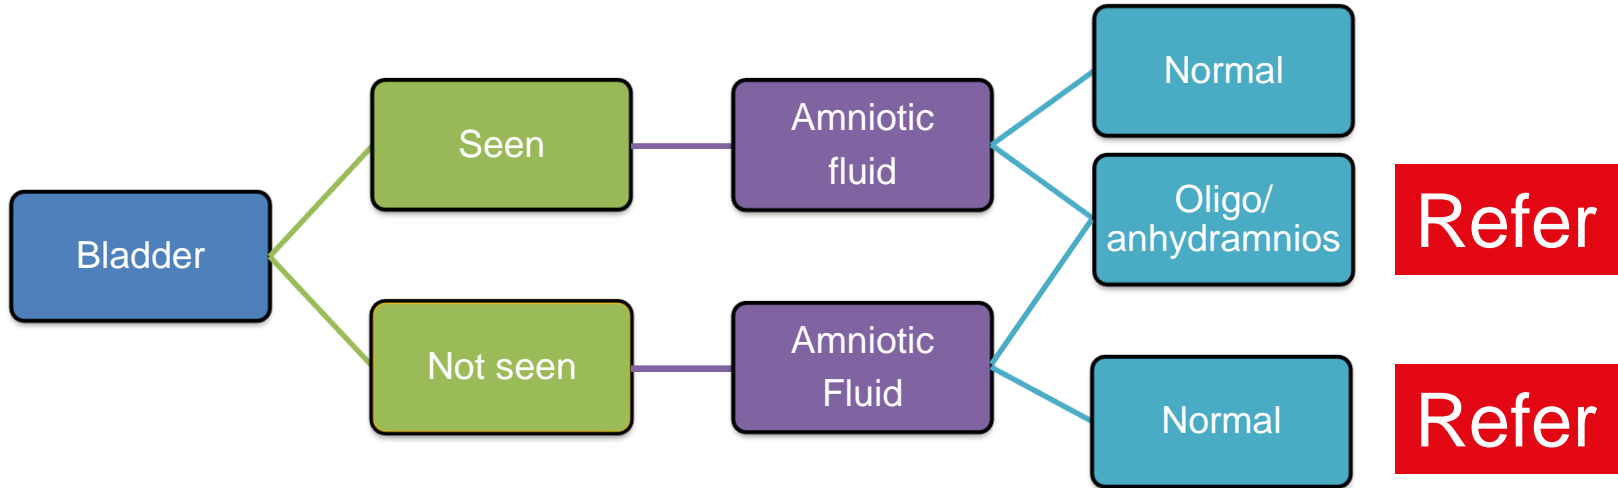 Bladder
Seen
Not seen
Amniotic
fluid
Amniotic
Fluid
Normal
Oligo/
anhydramnios
Normal
Refer
Refer